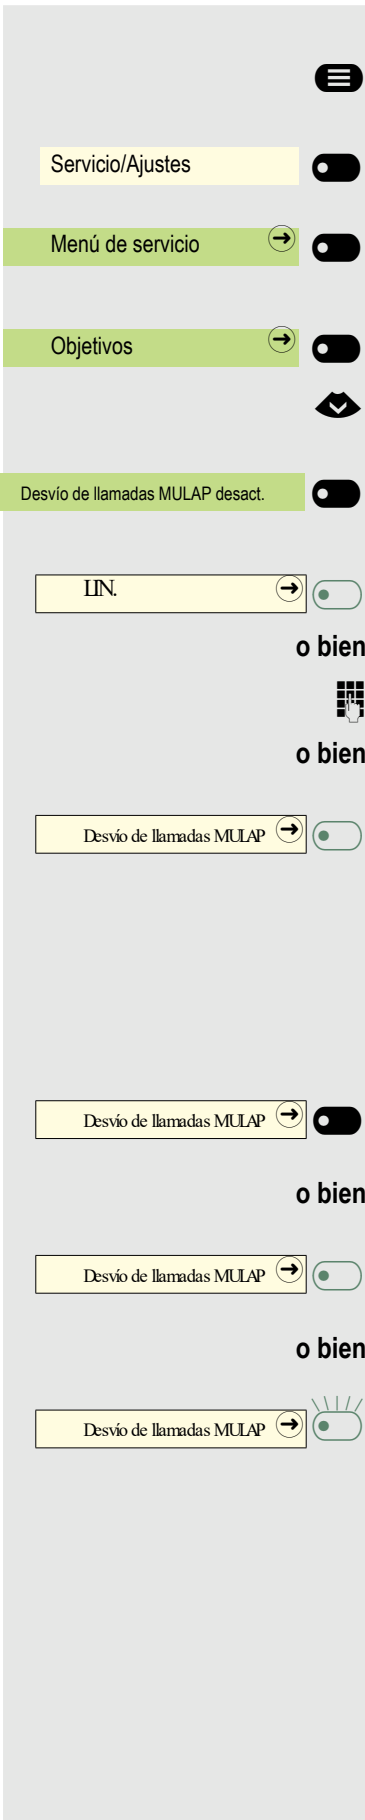 Servicio/Ajustes
Menú de servicio
Objetivos
Desvío de llamadas MULAP desact.
LIN.
o bien
o bien
Desvío de llamadas MULAP
Desvío de llamadas MULAP
o bien
Desvío de llamadas MULAP
o bien
Desvío de llamadas MULAP